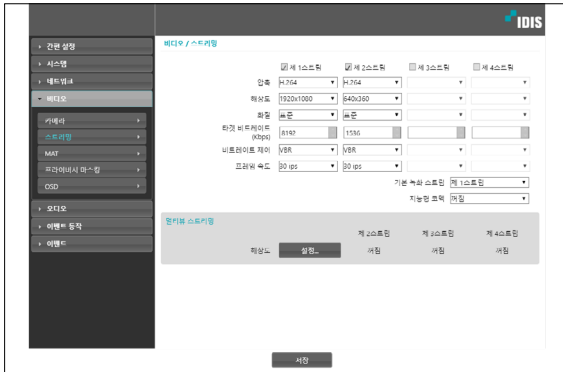 IDIS
간편 설정
시스템
네트워크
비디오
카메라
스트리밍
MAT
프라이버시 마스킹
OSD
오디오
이벤트 동작
이벤트
비디오 / 스트리밍
제 1스트림 제 2스트림 제 3스트림 제 4스트림
압축 H.264 H.264
해상도 1920x1080 640x360
화질 표준 표준
타겟 비트레이트 (Kbps) 8192 1536
비트레이트 제어 VBR VBR
프레임 속도 30 ips 30 ips
기본 녹화 스트림 제 1스트림
지능형 코덱 꺼짐
멀티뷰 스트리밍
제 2스트림 제 3스트림 제 4스트림
해상도 설정... 꺼짐 꺼짐 꺼짐
저장